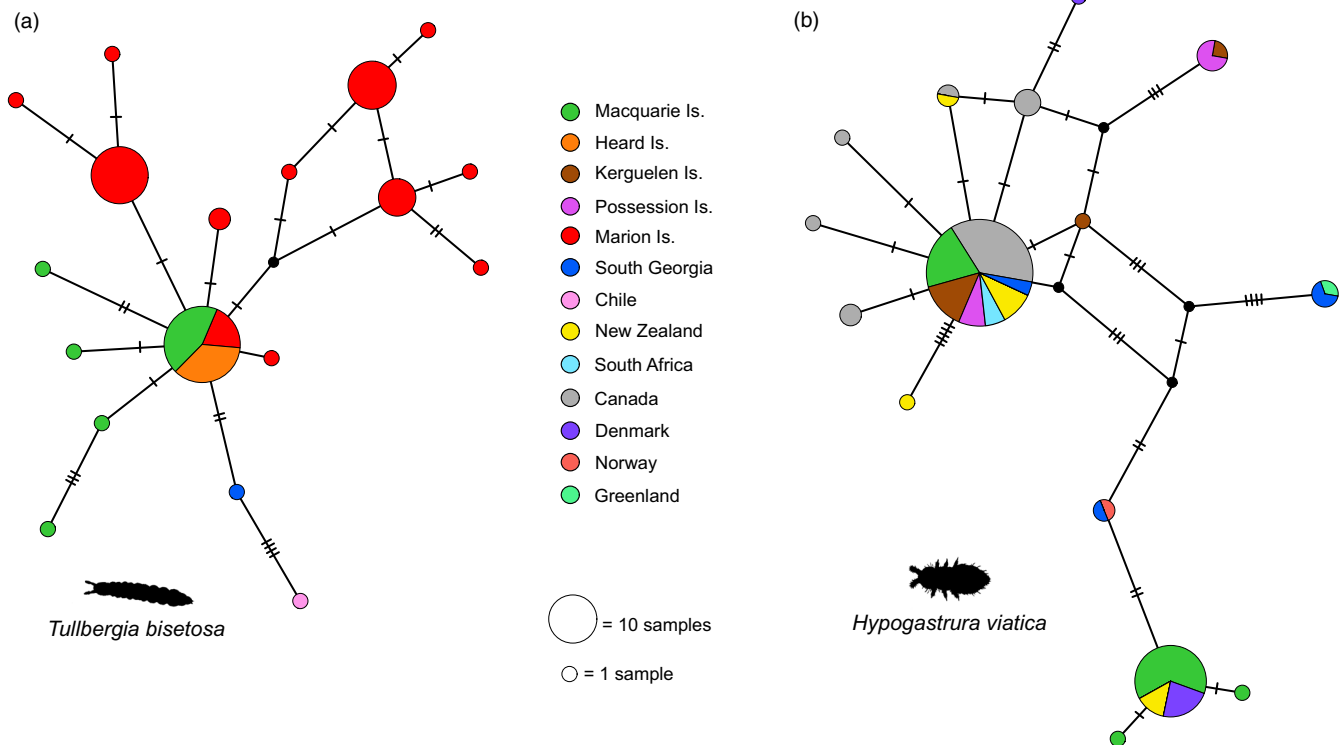 (a)
(b)
Macquarie Is.
Heard Is.
Kerguelen Is.
Possession Is.
Marion Is.
South Georgia
Chile
New Zealand
South Africa
Canada
Denmark
Norway
Greenland
Tullbergia bisetosa
= 10 samples
= 1 sample
Hypogastrura viatica